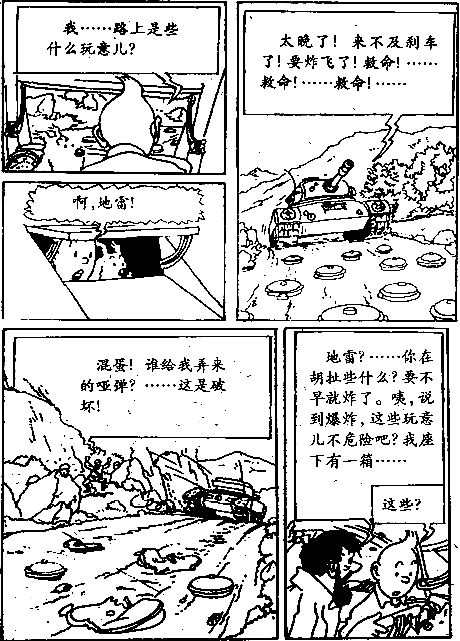 我……路上是些
什么玩意儿？
太晚了！来不及刹车
了！要炸飞了！救命！……
救命！……救命！……
啊，地雷！
混蛋！谁给我弄来
的哑弹？……这是破
坏！
地雷？……你在
胡扯些什么？要不
早就炸了。咦，说
到爆炸，这些玩意
儿不危险吧？我座
下有一箱……
这些？